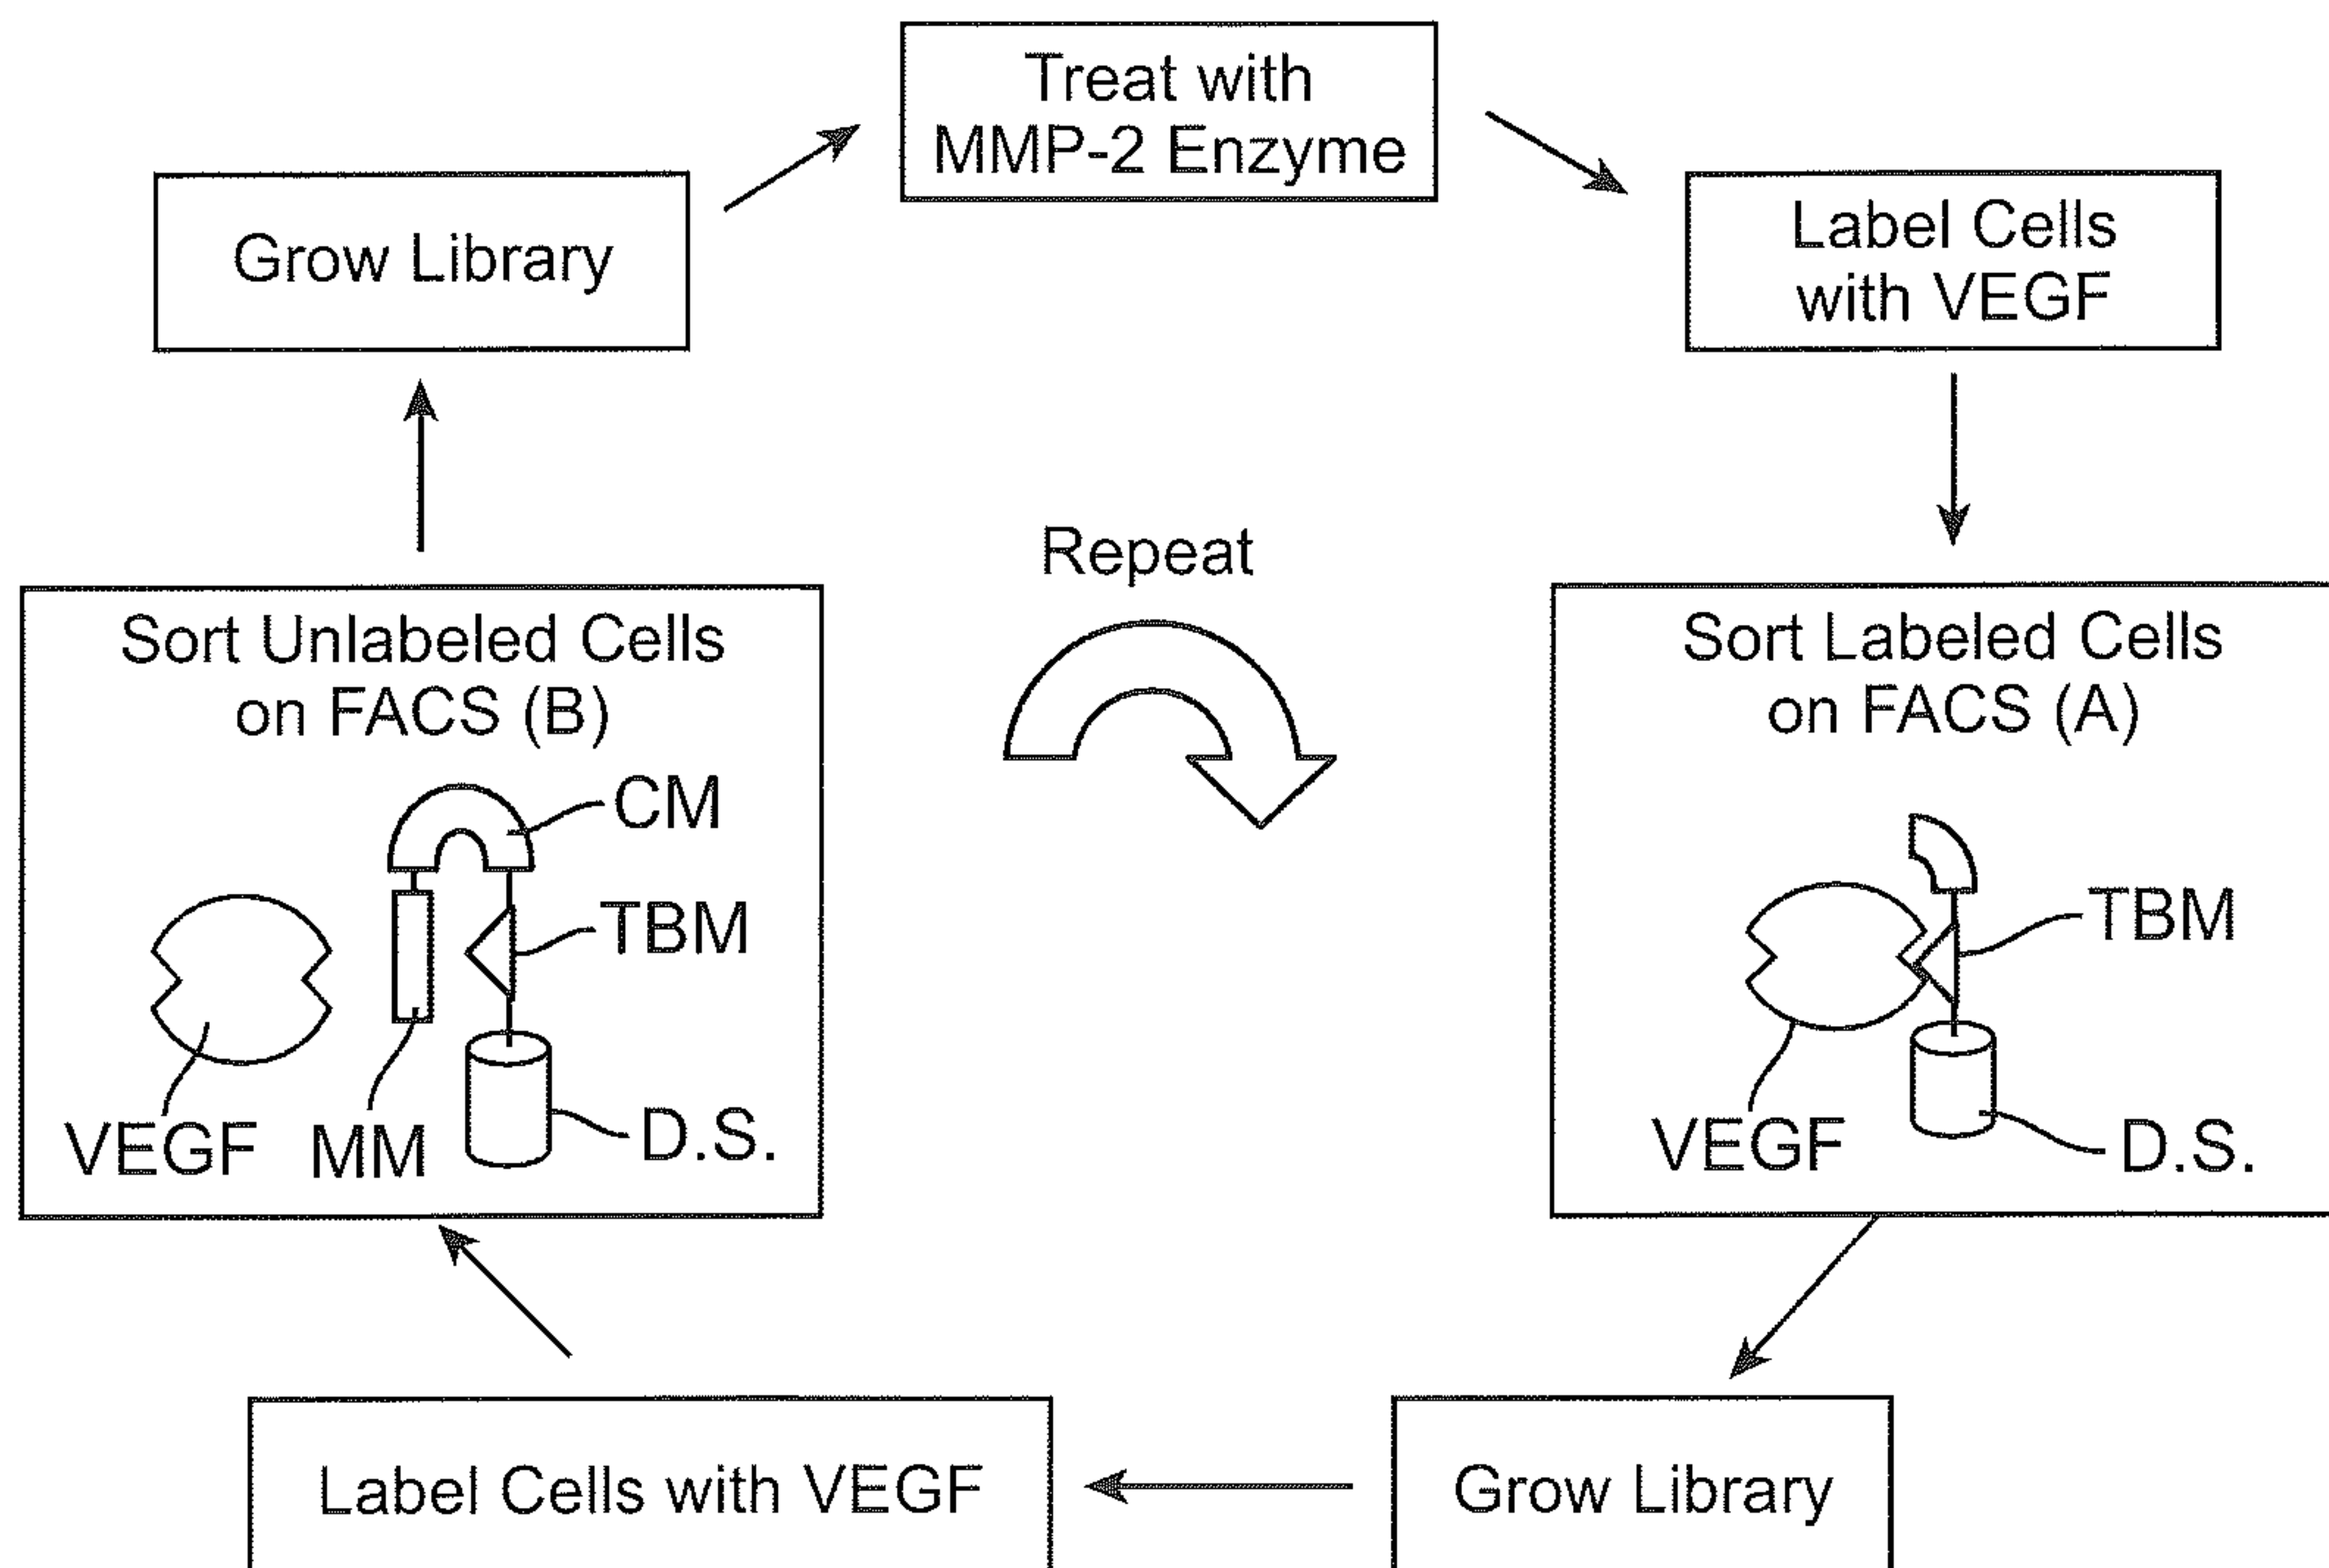 Treat with
MMP-2 Enzyme
Grow Library
Label Cells
with VEGF
Repeat
Sort Unlabeled Cells
on FACS (B)
CM
TBM
VEGF
MM
D.S.
Sort Labeled Cells
on FACS (A)
TBM
VEGF
D.S.
Label Cells with VEGF
Grow Library